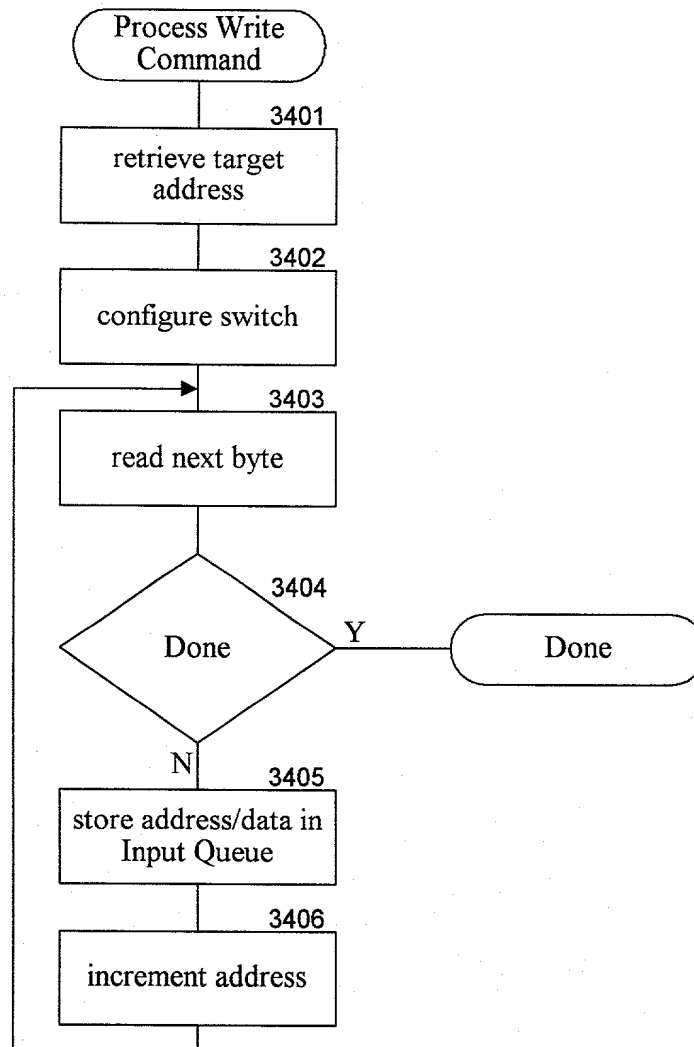 Process Write
Command
3401
retrieve target
address
3402
configure switch
3403
read next byte
3404
Done
Y
Done
N
3405
store address/data in
Input Queue
3406
increment address